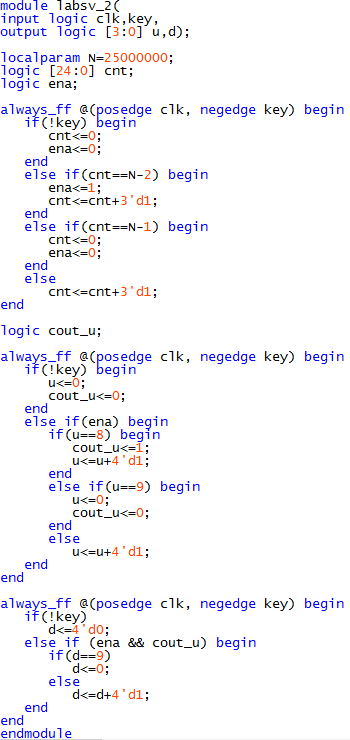 module labsv_2(
input logic clk,key,
output logic [3:0] u,d);
localparam N=25000000;
logic [24:0] cnt;
logic ena;
always_ff @(posedge clk, negedge key) begin
if(!key) begin
cnt<=0;
ena<=0;
end
else if(cnt==N-2) begin
ena<=1;
cnt<=cnt+3'd1;
end
else if(cnt==N-1) begin
cnt<=0;
ena<=0;
end
else
cnt<=cnt+3'd1;
end
logic cout_u;
always_ff @(posedge clk, negedge key) begin
if(!key) begin
u<=0;
cout_u<=0;
end
else if(ena) begin
if(u==8) begin
cout_u<=1;
u<=u+4'd1;
end
else if(u==9) begin
u<=0;
cout_u<=0;
end
else
u<=u+4'd1;
end
end
always_ff @(posedge clk, negedge key) begin
if(!key)
d<=4'd0;
else if (ena && cout_u) begin
if(d==9)
d<=0;
else
d<=d+4'd1;
end
end
endmodule